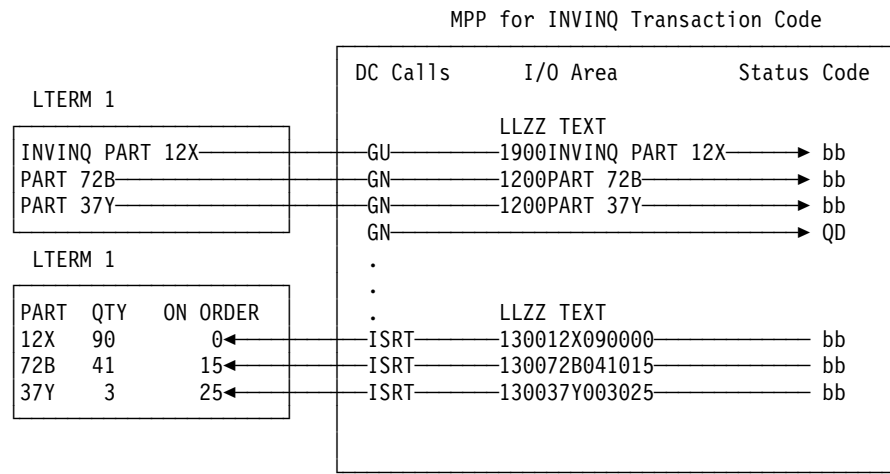 MPP for INVINQ Transaction Code
DC Calls I/O Area Status Code
LTERM 1
LLZZ TEXT
INVINQ PART 12X GU 1900INVINQ PART 12X bb
PART 72B GN 1200PART 72B bb
PART 37Y GN 1200PART 37Y bb
GN QD
LTERM 1 .
.
PART QTY ON ORDER . LLZZ TEXT
12X 90 0 ISRT 130012X090000 bb
72B 41 15 ISRT 130072B041015 bb
37Y 3 25 ISRT 130037Y003025 bb